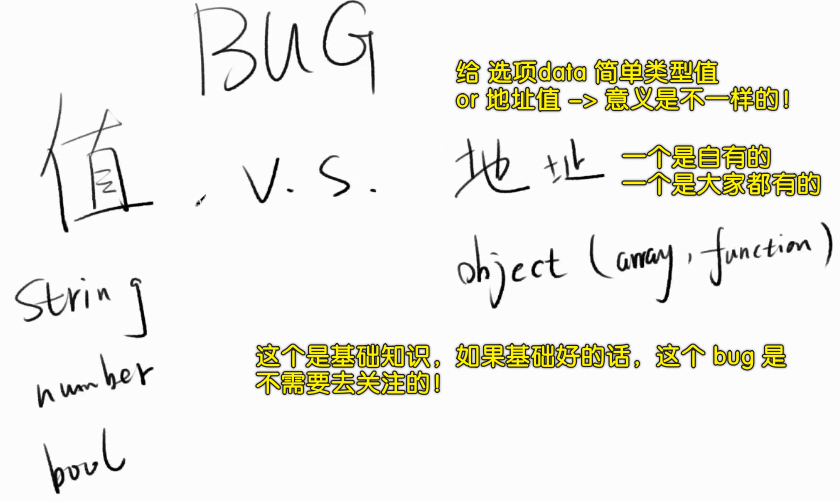 BUG
给 选项data 简单类型值
or 地址值 -> 意义是不一样的!
值 . v.s. 地址
一个是自有的
一个是大家都有的
object (array, function)
string
这个是基础知识，如果基础好的话，这个 bug 是
不需要去关注的!
number
bool